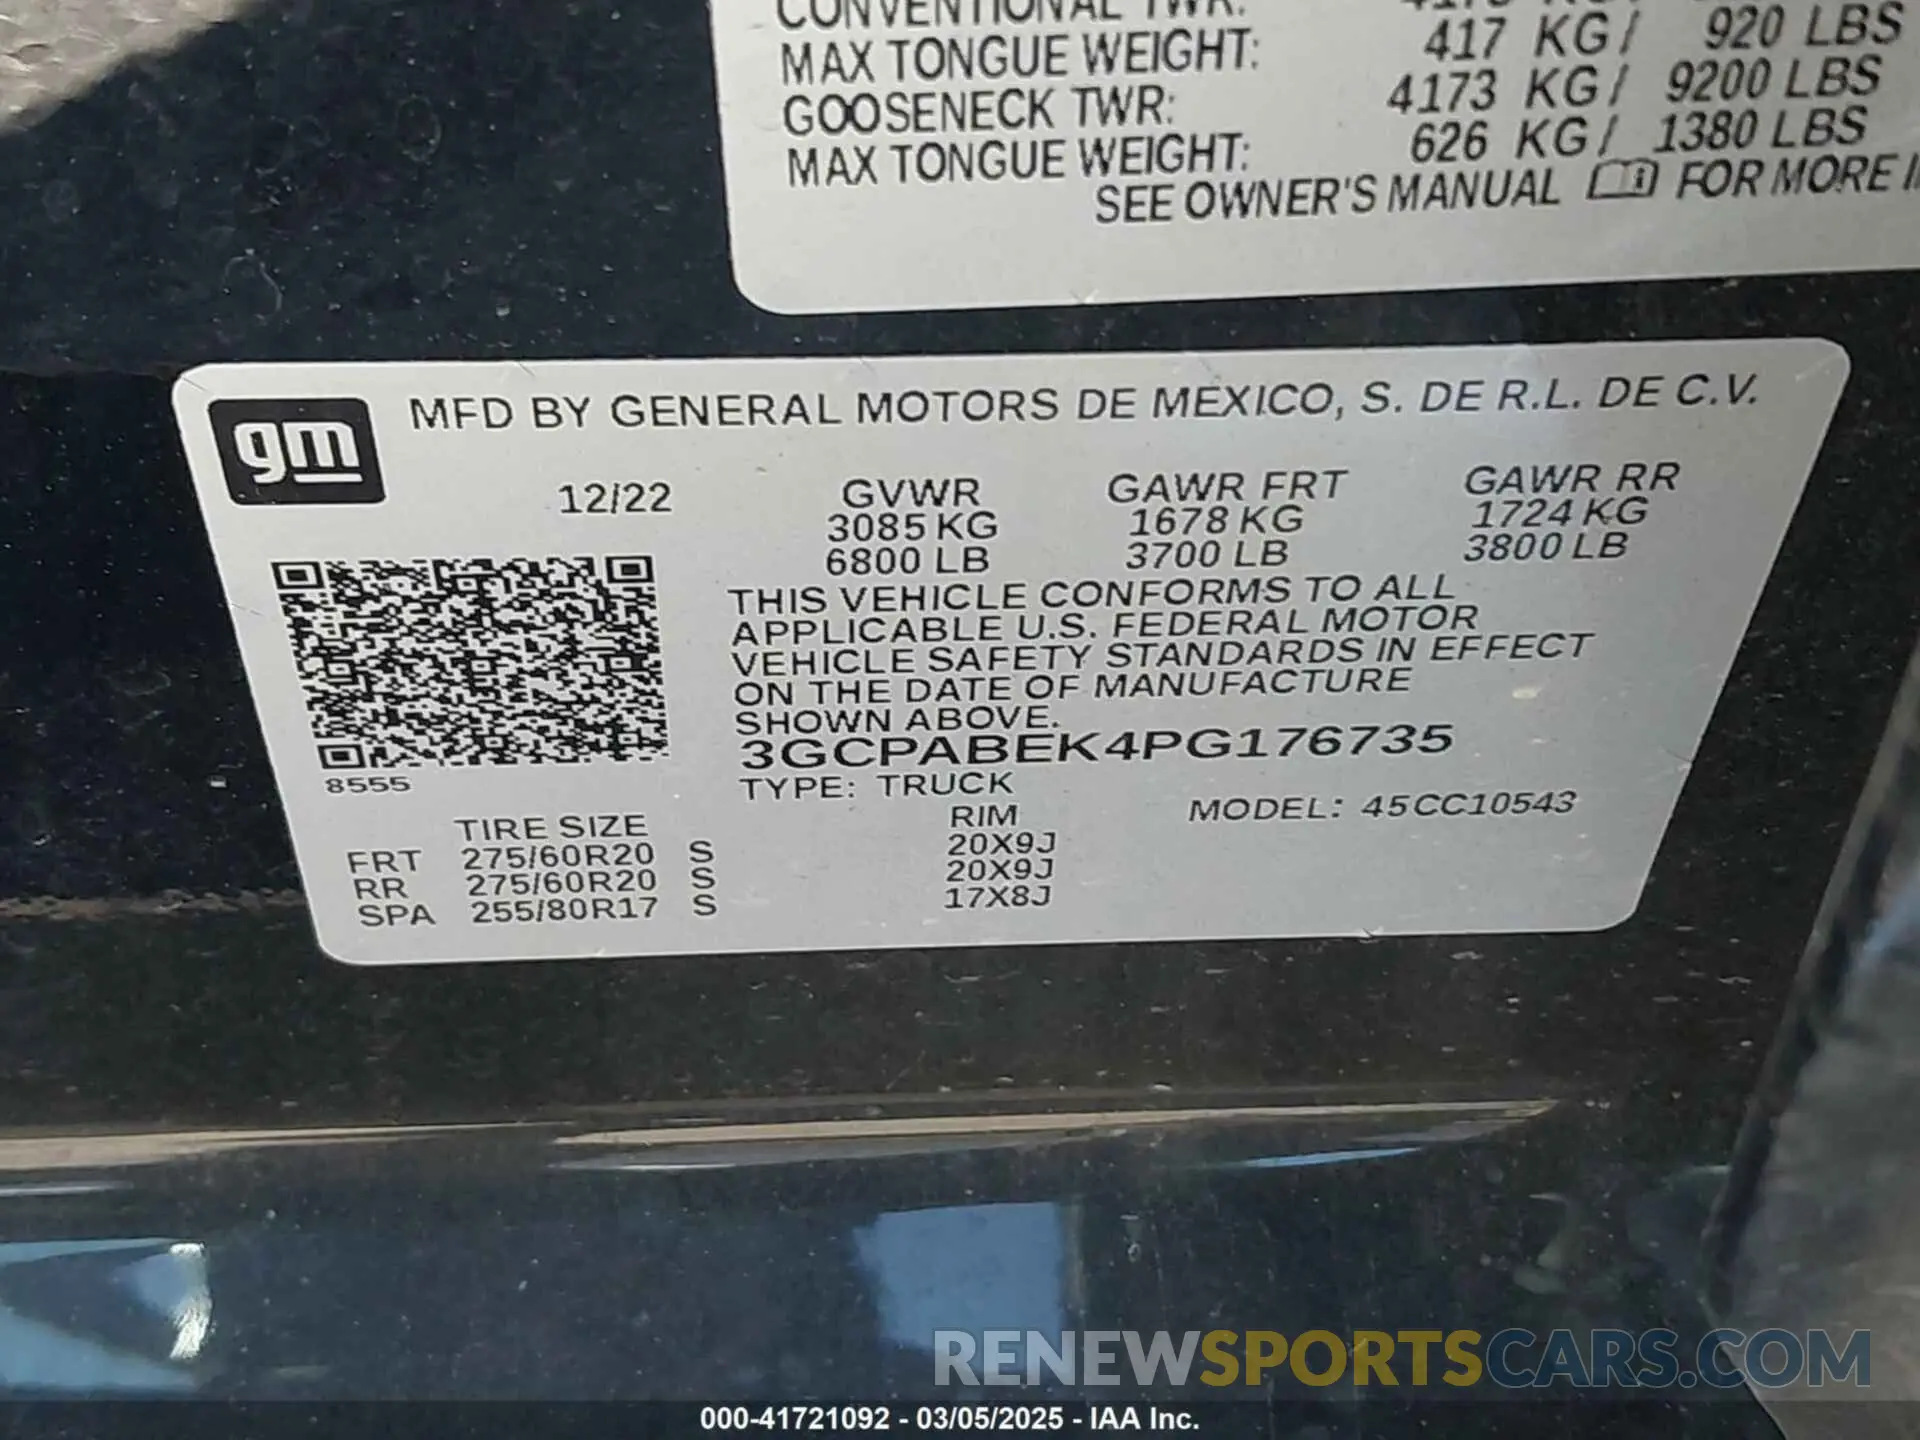 CONVENTIONAL TWR:
MAX TONGUE WEIGHT: 417 KG/ 920 LBS
GOOSENECK TWR: 4173 KG/ 9200 LBS
MAX TONGUE WEIGHT: 626 KG/ 1380 LBS
SEE OWNER'S MANUAL FOR MORE
gm
MFD BY GENERAL MOTORS DE MEXICO, S. DE R.L. DE C.V.
12/22 GVWR GAWR FRT GAWR RR
3085 KG 1678 KG 1724 KG
6800 LB 3700 LB 3800 LB
THIS VEHICLE CONFORMS TO ALL
APPLICABLE U.S. FEDERAL MOTOR
VEHICLE SAFETY STANDARDS IN EFFECT
ON THE DATE OF MANUFACTURE
SHOWN ABOVE.
3GCPABEK4PG176735
8555
TYPE: TRUCK
MODEL: 45CC10543
TIRE SIZE RIM
FRT 275/60R20 S 20X9J
RR 275/60R20 S 20X9J
SPA 255/80R17 S 17X8J
RENEWSPORTSCARS.COM
000-41721092 - 03/05/2025 - IAA Inc.